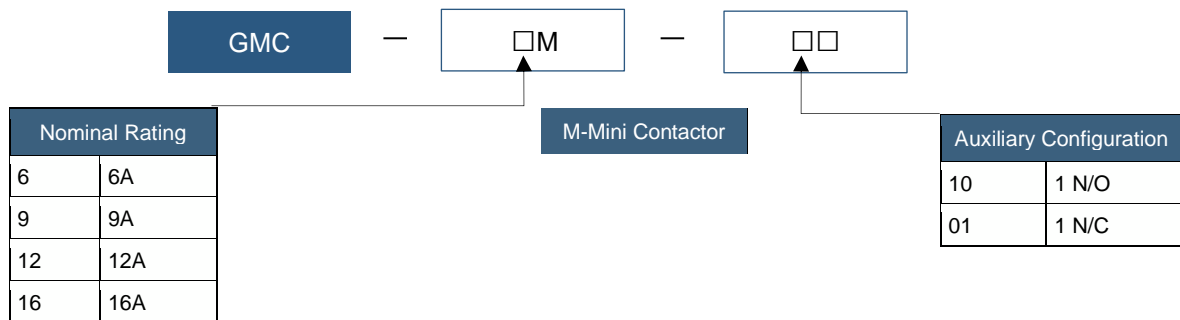 GMC — □M — □□
M-Mini Contactor
Nominal Rating
6 6A
9 9A
12 12A
16 16A
Auxiliary Configuration
10 1 N/O
01 1 N/C